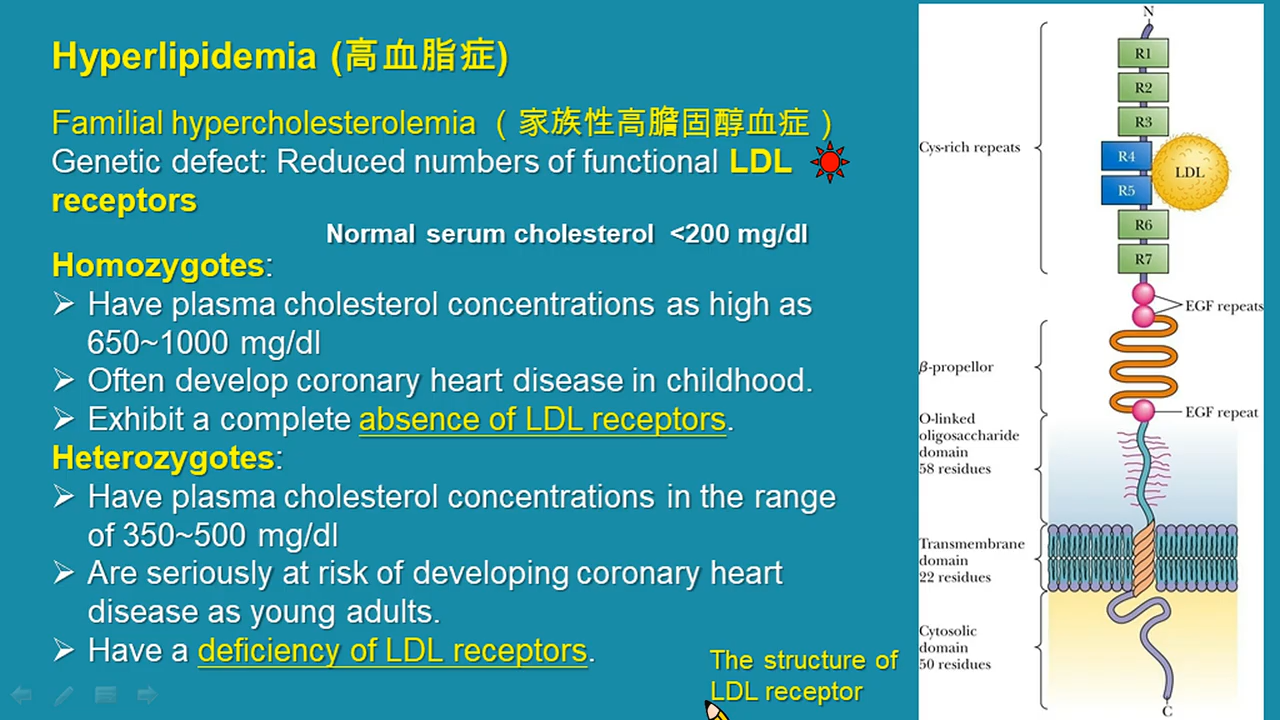 Hyperlipidemia (高血脂症)
Familial hypercholesterolemia （家族性高膽固醇血症）
Genetic defect: Reduced numbers of functional LDL
receptors
Normal serum cholesterol <200 mg/dl
Homozygotes:
➢ Have plasma cholesterol concentrations as high as
650~1000 mg/dl
➢ Often develop coronary heart disease in childhood.
➢ Exhibit a complete absence of LDL receptors.
Heterozygotes:
➢ Have plasma cholesterol concentrations in the range
of 350~500 mg/dl
➢ Are seriously at risk of developing coronary heart
disease as young adults.
➢ Have a deficiency of LDL receptors.
The structure of
LDL receptor
N
R1
R2
R3
Cys-rich repeats
R4
LDL
R5
R6
R7
EGF repeats
β-propellor
EGF repeat
O-linked
oligosaccharide
domain
58 residues
Transmembrane
domain
22 residues
Cytosolic
domain
50 residues
C